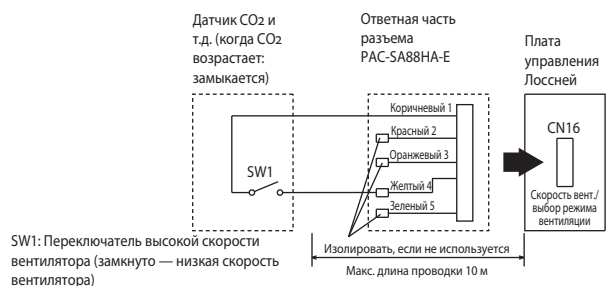 Датчик CO2 и
т.д. (когда CO2
возрастает:
замыкается)
Ответная часть
разъема
PAC-SA88HA-E
Плата
управления
Лоссней
Коричневый 1
Красный 2
Оранжевый 3
Желтый 4
Зеленый 5
SW1
CN16
Скорость вент./
выбор режима
вентиляции
SW1: Переключатель высокой скорости
вентилятора (замкнуто — низкая скорость
вентилятора)
Изолировать, если не используется
Макс. длина проводки 10 м